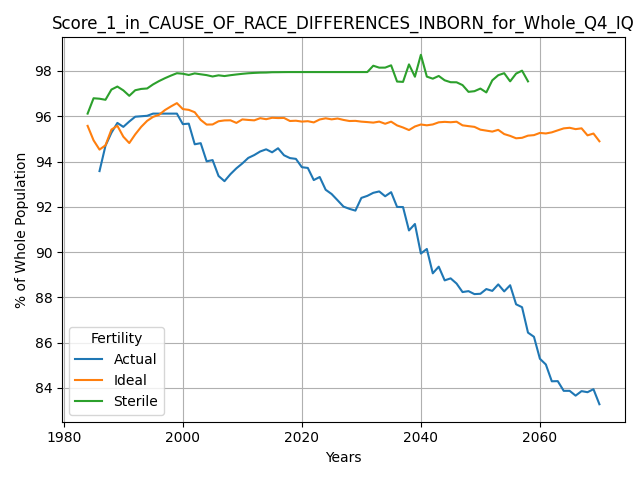 Score_1_in_CAUSE_OF_RACE_DIFFERENCES_INBORN_for_Whole_Q4_IQ
% of Whole Population
98
96
94
92
90
88
86
84
Fertility
Actual
Ideal
Sterile
1980 2000 2020 2040 2060
Years